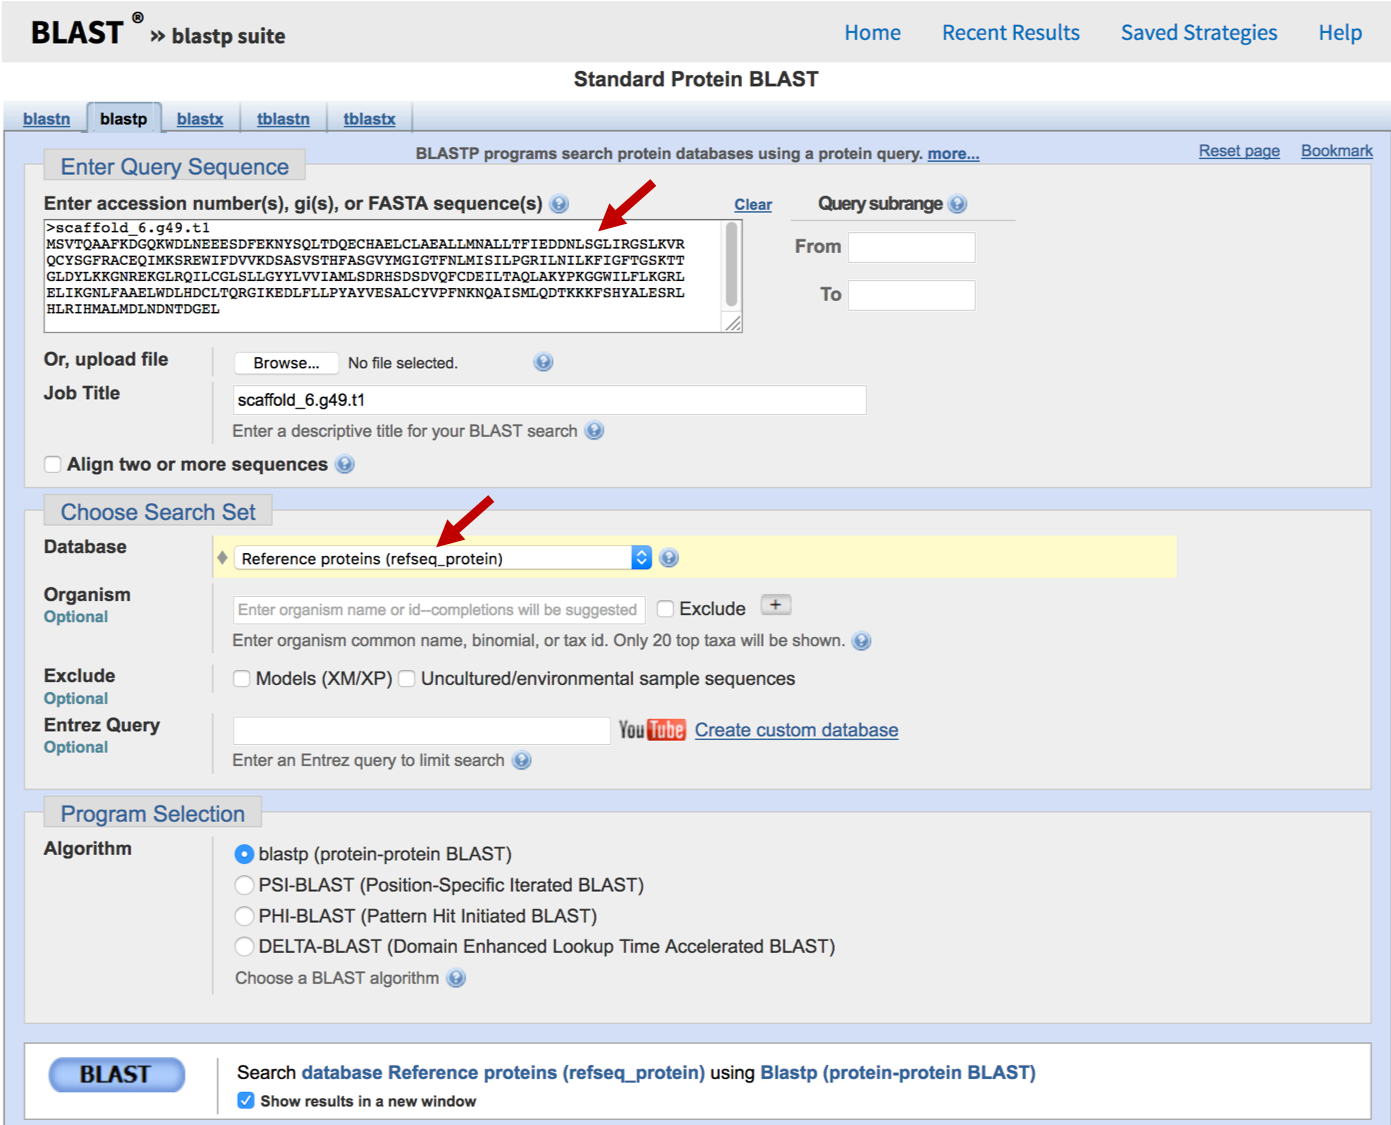 BLAST ® » blastp suite
Home Recent Results Saved Strategies Help
Standard Protein BLAST
blastn blastp blastx tblastn tblastx
BLASTP programs search protein databases using a protein query. more...
Reset page Bookmark
Enter Query Sequence
Enter accession number(s), gi(s), or FASTA sequence(s) Clear
Query subrange
>scaffold_6.g49.t1
MSVTQAAFKDGQKWDLNEEESDFEKNYSQLTDQECHAELCLAEALLMNALLTFIEDDNLSGLIRGSLKVR
QCYSGFRACEQIMKSREWIFDVVKDSASVSTHFASGVYMGIGTFNLMISILPGRILNILKFIGFTGSKTT
GLDYLKKGNREKGLRQILCGLSLLGYYLVVIAMLSDRHSDSDVQFCDEILTAQLAKYPKGGWILFLKGRL
ELIKGNLFAAELWDLHDCLTQRGIKEDLFLLPYAYVESALCYVPFNKNQAISMLQDTKKKFSHYALESRL
HLRIHMALMDLNDNTDGEL
From
To
Or, upload file Browse... No file selected.
Job Title scaffold_6.g49.t1
Enter a descriptive title for your BLAST search
Align two or more sequences
Choose Search Set
Database
Reference proteins (refseq_protein)
Organism
Optional
Enter organism name or id--completions will be suggested Exclude +
Enter organism common name, binomial, or tax id. Only 20 top taxa will be shown.
Exclude
Optional
Models (XM/XP) Uncultured/environmental sample sequences
Entrez Query
Optional
YouTube Create custom database
Enter an Entrez query to limit search
Program Selection
Algorithm
blastp (protein-protein BLAST)
PSI-BLAST (Position-Specific Iterated BLAST)
PHI-BLAST (Pattern Hit Initiated BLAST)
DELTA-BLAST (Domain Enhanced Lookup Time Accelerated BLAST)
Choose a BLAST algorithm
BLAST
Search database Reference proteins (refseq_protein) using Blastp (protein-protein BLAST)
Show results in a new window